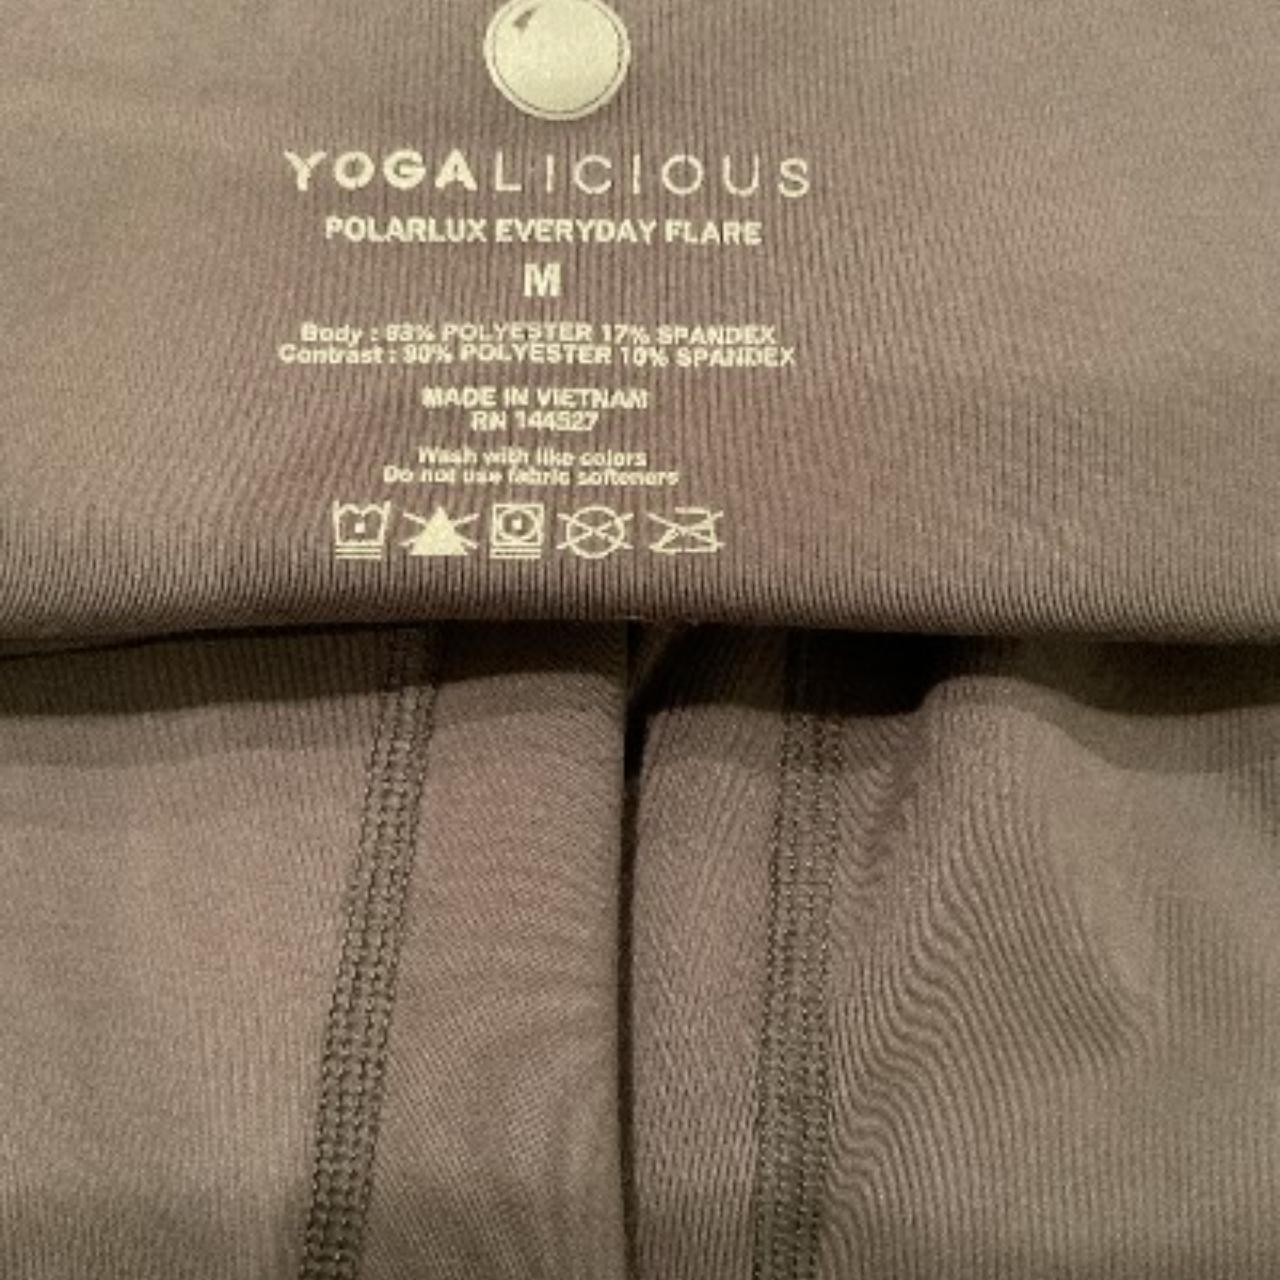 YOGALICIOUS
POLARLUX EVERYDAY FLARE
M
Body : 83% POLYESTER 17% SPANDEX
Contrast : 90% POLYESTER 10% SPANDEX
MADE IN VIETNAM
RN 144527
Wash with like colors
Do not use fabric softeners